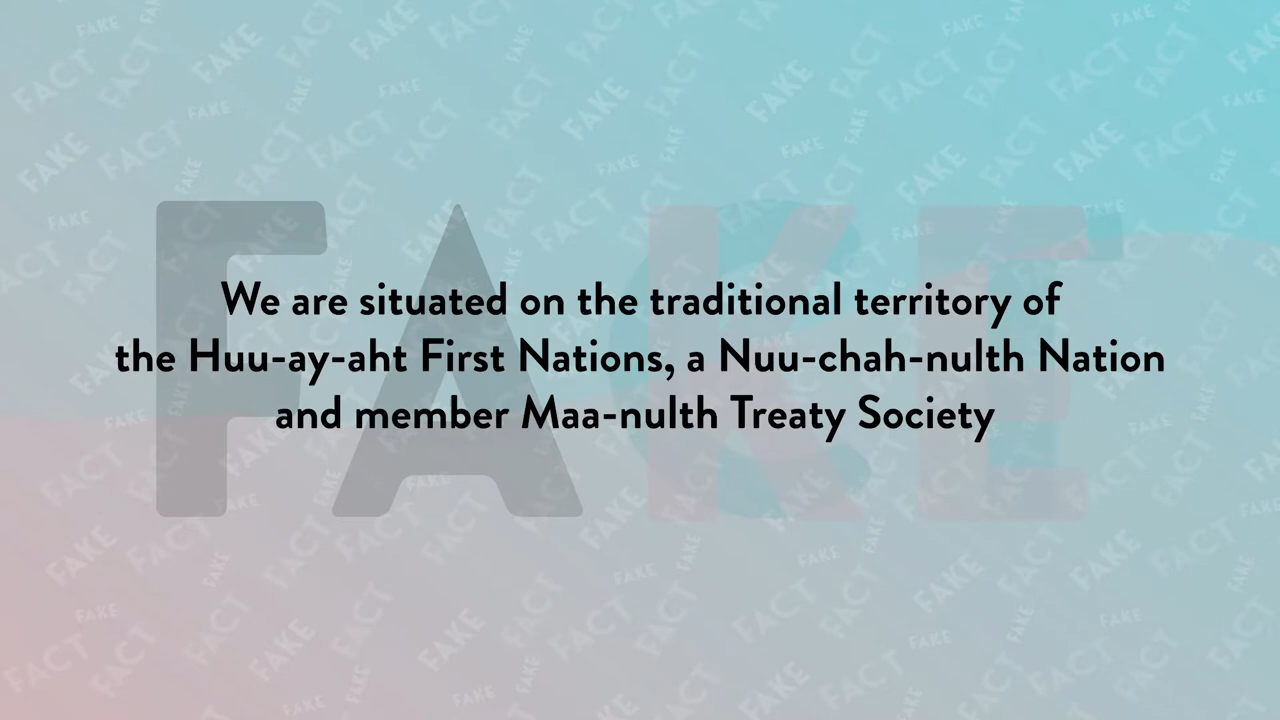 We are situated on the traditional territory of
the Huu-ay-aht First Nations, a Nuu-chah-nulth Nation
and member Maa-nulth Treaty Society
FAKE